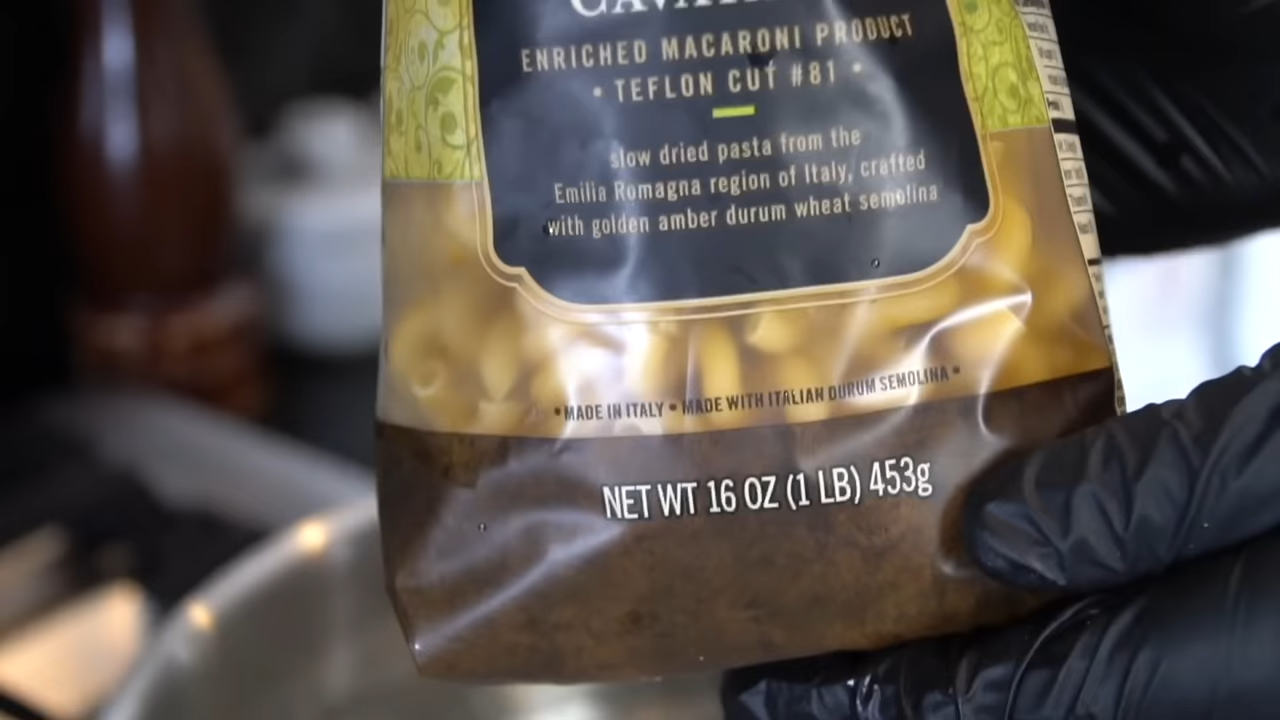 ENRICHED MACARONI PRODUCT
• TEFLON CUT #81 •
slow dried pasta from the
Emilia Romagna region of Italy, crafted
with golden amber durum wheat semolina
• MADE IN ITALY • MADE WITH ITALIAN DURUM SEMOLINA •
NET WT 16 OZ (1 LB) 453g